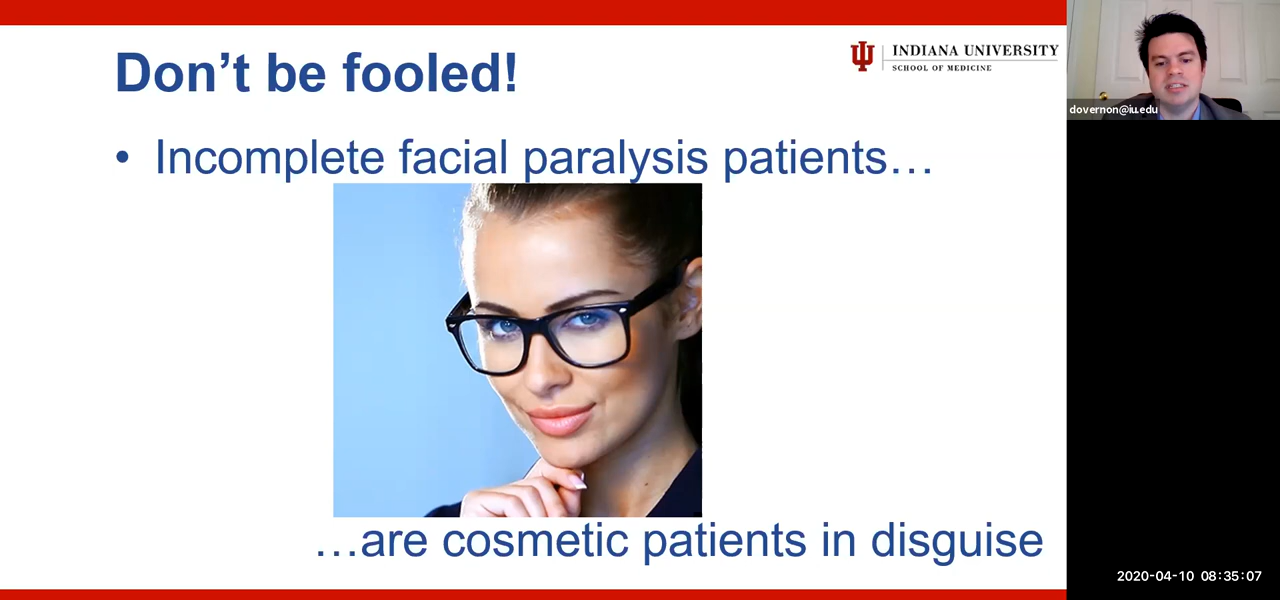 Don’t be fooled!
INDIANA UNIVERSITY
SCHOOL OF MEDICINE
dovernon@iu.edu
• Incomplete facial paralysis patients…
…are cosmetic patients in disguise
2020-04-10 08:35:07